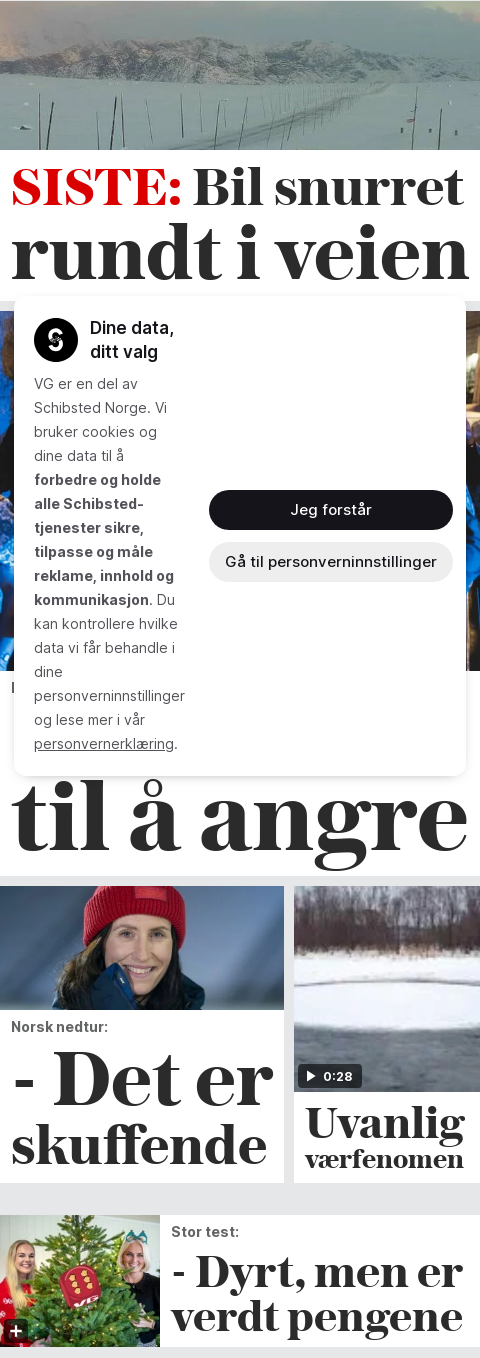 SISTE: Bil snurret
rundt i veien
Dine data,
ditt valg
VG er en del av
Schibsted Norge. Vi
bruker cookies og
dine data til å
forbedre og holde
alle Schibsted-
tjenester sikre,
tilpasse og måle
reklame, innhold og
kommunikasjon. Du
kan kontrollere hvilke
data vi får behandle i
dine
personverninnstillinger
og lese mer i vår
personvernerklæring.
Jeg forstår
Gå til personverninnstillinger
til å angre
Norsk nedtur:
- Det er
skuffende
0:28
Uvanlig
værfenomen
VG
Stor test:
- Dyrt, men er
verdt pengene